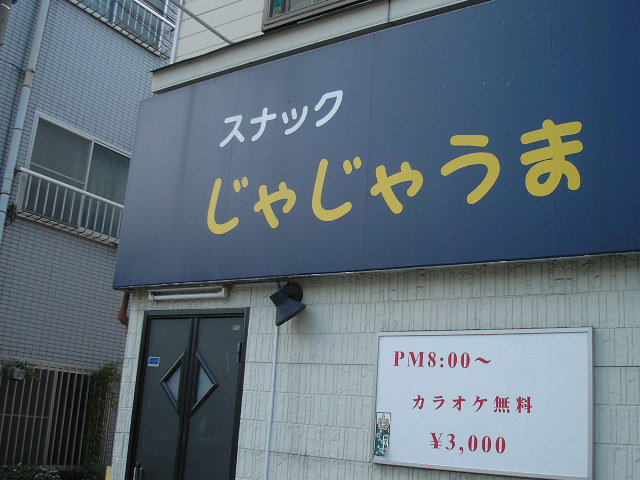 スナック
じゃじゃうま
PM8:00～
カラオケ無料
¥3,000